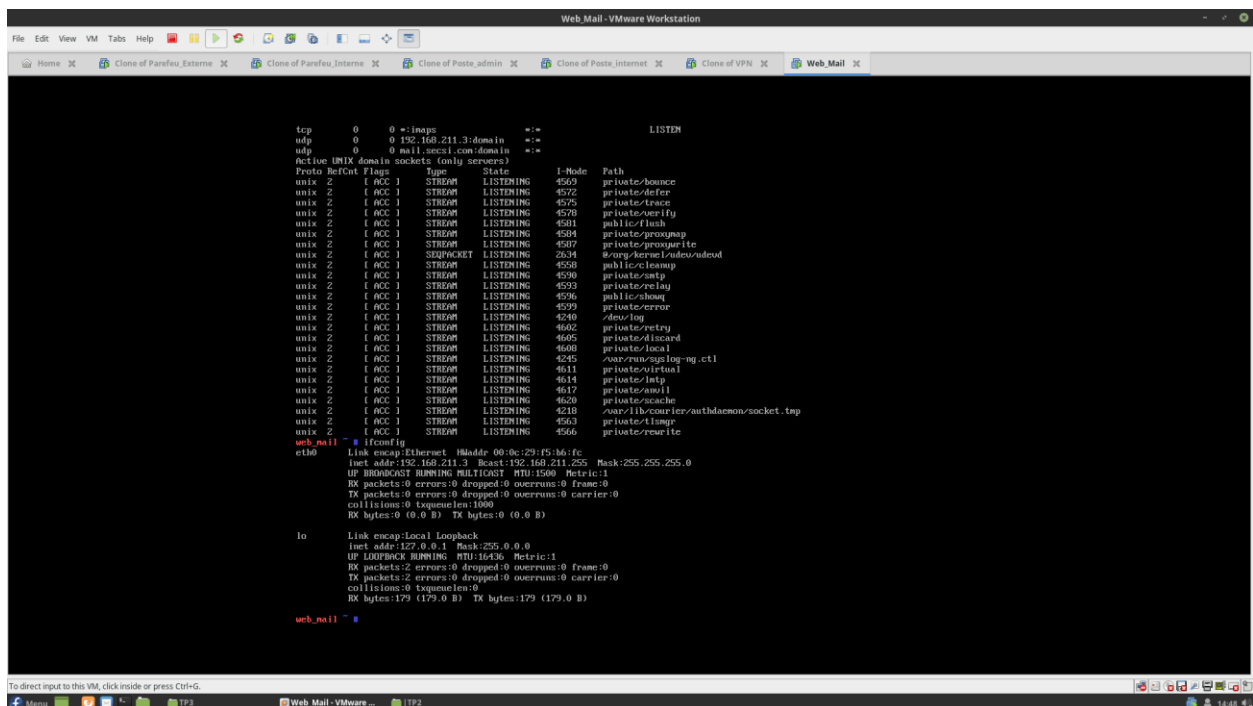 Web_Mail - VMware Workstation
File Edit View VM Tabs Help
Home Clone of Parefeu_Externe Clone of Parefeu_Interne Clone of Poste_admin Clone of Poste_internet Clone of VPN Web_Mail
tcp 0 0 *:imaps *:* LISTEN
udp 0 0 192.168.211.3:domain *:*
udp 0 0 mail.secsi.com:domain *:*
Active UNIX domain sockets (only servers)
Proto RefCnt Flags Type State I-Node Path
unix 2 [ ACC ] STREAM LISTENING 4569 private/bounce
unix 2 [ ACC ] STREAM LISTENING 4572 private/defer
unix 2 [ ACC ] STREAM LISTENING 4575 private/trace
unix 2 [ ACC ] STREAM LISTENING 4578 private/verify
unix 2 [ ACC ] STREAM LISTENING 4581 public/flush
unix 2 [ ACC ] STREAM LISTENING 4584 private/proxymap
unix 2 [ ACC ] STREAM LISTENING 4587 private/proxywrite
unix 2 [ ACC ] SEQPACKET LISTENING 2634 @/org/kernel/udev/udevd
unix 2 [ ACC ] STREAM LISTENING 4558 public/cleanup
unix 2 [ ACC ] STREAM LISTENING 4590 private/smtp
unix 2 [ ACC ] STREAM LISTENING 4593 private/relay
unix 2 [ ACC ] STREAM LISTENING 4596 public/showq
unix 2 [ ACC ] STREAM LISTENING 4599 private/error
unix 2 [ ACC ] STREAM LISTENING 4240 /dev/log
unix 2 [ ACC ] STREAM LISTENING 4602 private/retry
unix 2 [ ACC ] STREAM LISTENING 4605 private/discard
unix 2 [ ACC ] STREAM LISTENING 4608 private/local
unix 2 [ ACC ] STREAM LISTENING 4245 /var/run/syslog-ng.ctl
unix 2 [ ACC ] STREAM LISTENING 4611 private/virtual
unix 2 [ ACC ] STREAM LISTENING 4614 private/lmtp
unix 2 [ ACC ] STREAM LISTENING 4617 private/anvil
unix 2 [ ACC ] STREAM LISTENING 4620 private/scache
unix 2 [ ACC ] STREAM LISTENING 4218 /var/lib/courier/authdaemon/socket.tmp
unix 2 [ ACC ] STREAM LISTENING 4563 private/tlsmgr
unix 2 [ ACC ] STREAM LISTENING 4566 private/rewrite
web_mail ~ # ifconfig
eth0 Link encap:Ethernet HWaddr 00:0c:29:f5:b6:fc
inet addr:192.168.211.3 Bcast:192.168.211.255 Mask:255.255.255.0
UP BROADCAST RUNNING MULTICAST MTU:1500 Metric:1
RX packets:0 errors:0 dropped:0 overruns:0 frame:0
TX packets:0 errors:0 dropped:0 overruns:0 carrier:0
collisions:0 txqueuelen:1000
RX bytes:0 (0.0 B) TX bytes:0 (0.0 B)
lo Link encap:Local Loopback
inet addr:127.0.0.1 Mask:255.0.0.0
UP LOOPBACK RUNNING MTU:16436 Metric:1
RX packets:2 errors:0 dropped:0 overruns:0 frame:0
TX packets:2 errors:0 dropped:0 overruns:0 carrier:0
collisions:0 txqueuelen:0
RX bytes:179 (179.0 B) TX bytes:179 (179.0 B)
web_mail ~ #
To direct input to this VM, click inside or press Ctrl+G.
Menu TP3 Web_Mail - VMware ... TP2 14:48